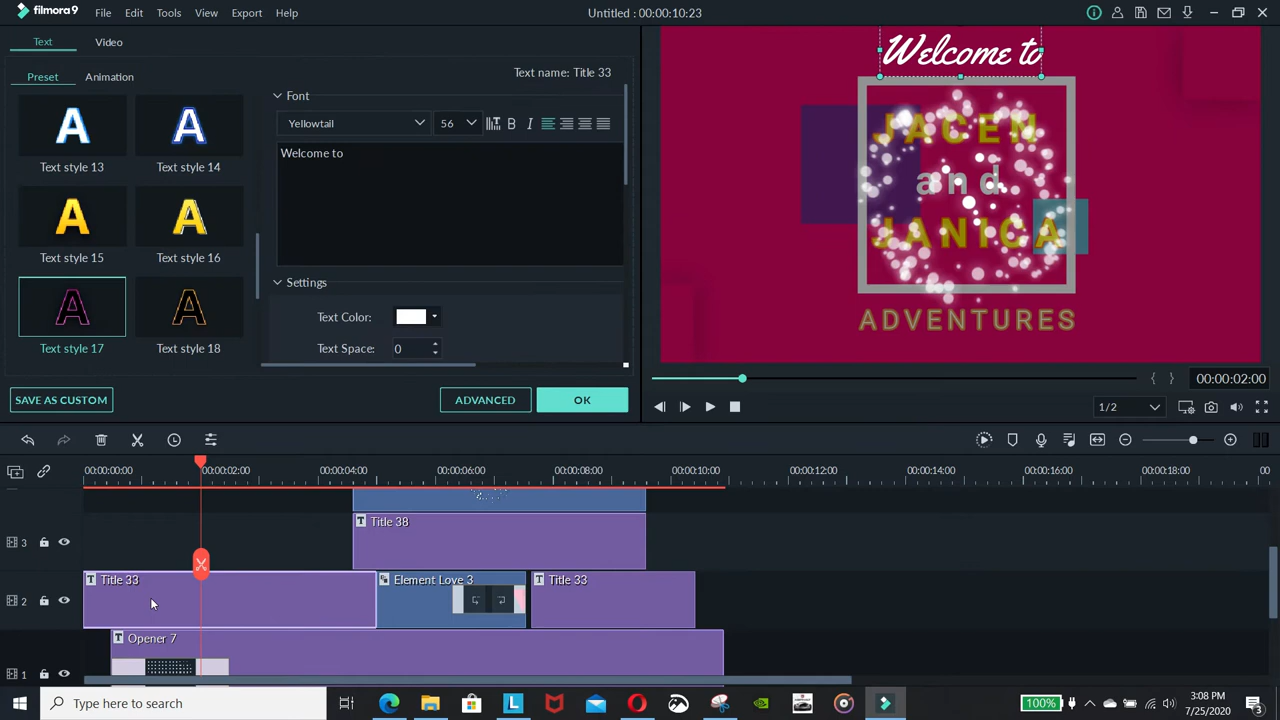 filmora9 File Edit Tools View Export Help Untitled : 00:00:10:23
Text Video
Preset Animation Text name: Title 33
Font
Yellowtail 56 B I
Welcome to
Settings
Text Color:
Text Space: 0
A A
Text style 13 Text style 14
A A
Text style 15 Text style 16
A A
Text style 17 Text style 18
SAVE AS CUSTOM ADVANCED OK
Welcome to
JACEN
and
JANICA
ADVENTURES
00:00:02:00
1/2
00:00:00:00 00:00:02:00 00:00:04:00 00:00:06:00 00:00:08:00 00:00:10:00 00:00:12:00 00:00:14:00 00:00:16:00 00:00:18:00 00
3 T Title 38
2 T Title 33 Element Love 3 T Title 33
1 T Opener 7
Type here to search
L
100%
3:08 PM
7/25/2020
3